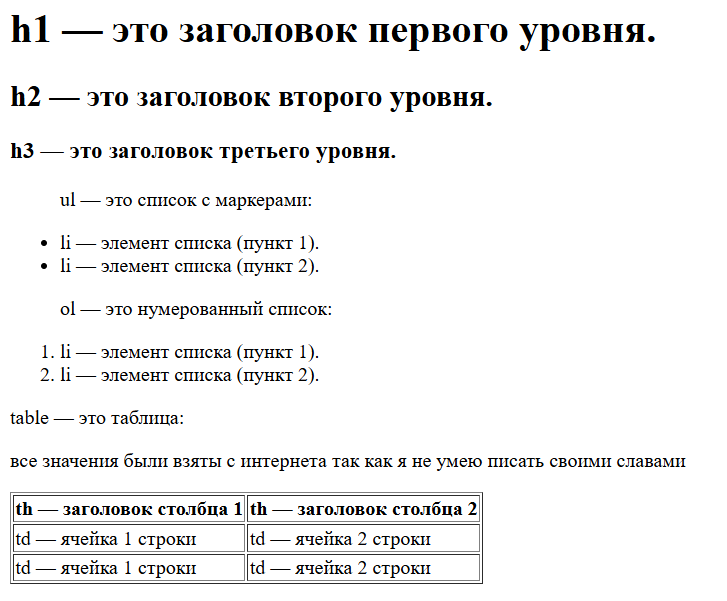 h1 — это заголовок первого уровня.
h2 — это заголовок второго уровня.
h3 — это заголовок третьего уровня.
ul — это список с маркерами:
• li — элемент списка (пункт 1).
• li — элемент списка (пункт 2).
ol — это нумерованный список:
1. li — элемент списка (пункт 1).
2. li — элемент списка (пункт 2).
table — это таблица:
все значения были взяты с интернета так как я не умею писать своими славами
th — заголовок столбца 1 th — заголовок столбца 2
td — ячейка 1 строки td — ячейка 2 строки
td — ячейка 1 строки td — ячейка 2 строки